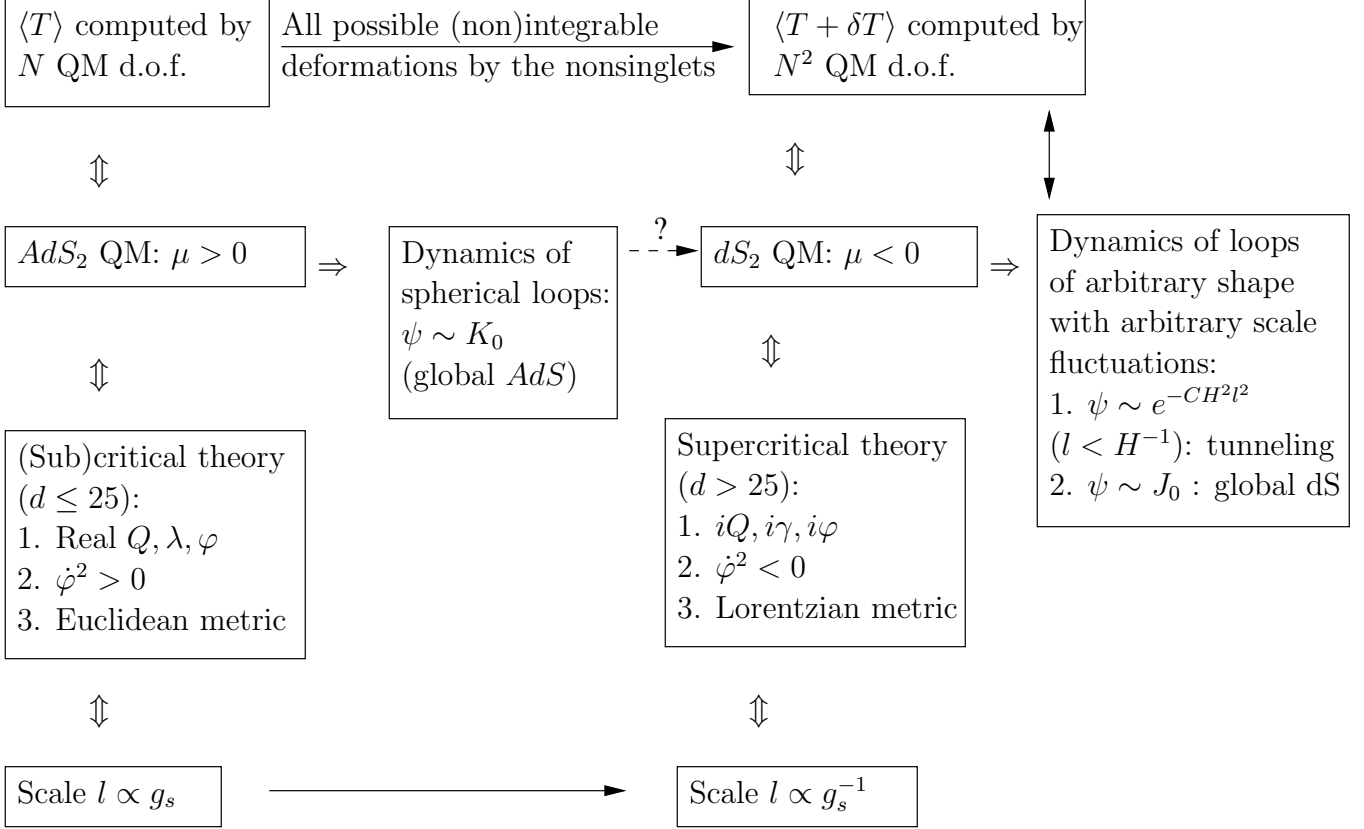 ⟨T⟩ computed by
N QM d.o.f.
All possible (non)integrable
deformations by the nonsinglets
⟨T + δT⟩ computed by
N² QM d.o.f.
⇕
⇕
AdS₂ QM: μ > 0
⇒
Dynamics of
spherical loops:
ψ ∼ K₀
(global AdS)
?
dS₂ QM: μ < 0
⇒
Dynamics of loops
of arbitrary shape
with arbitrary scale
fluctuations:
1. ψ ∼ e^{−CH²l²}
(l < H⁻¹): tunneling
2. ψ ∼ J₀ : global dS
⇕
⇕
(Sub)critical theory
(d ≤ 25):
1. Real Q, λ, φ
2. φ̇² > 0
3. Euclidean metric
Supercritical theory
(d > 25):
1. iQ, iγ, iφ
2. φ̇² < 0
3. Lorentzian metric
⇕
⇕
Scale l ∝ gₛ
Scale l ∝ gₛ⁻¹